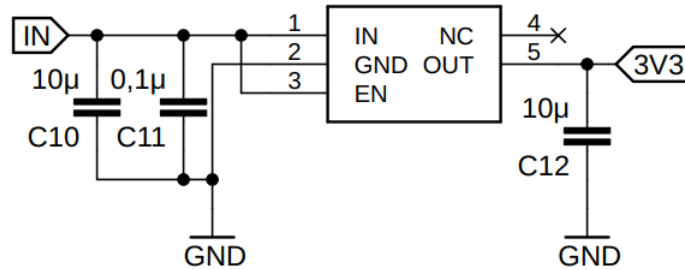 IN
1
2
3
IN
GND
EN
NC
OUT
4
5
3V3
10µ
C10
0,1µ
C11
10µ
C12
GND
GND